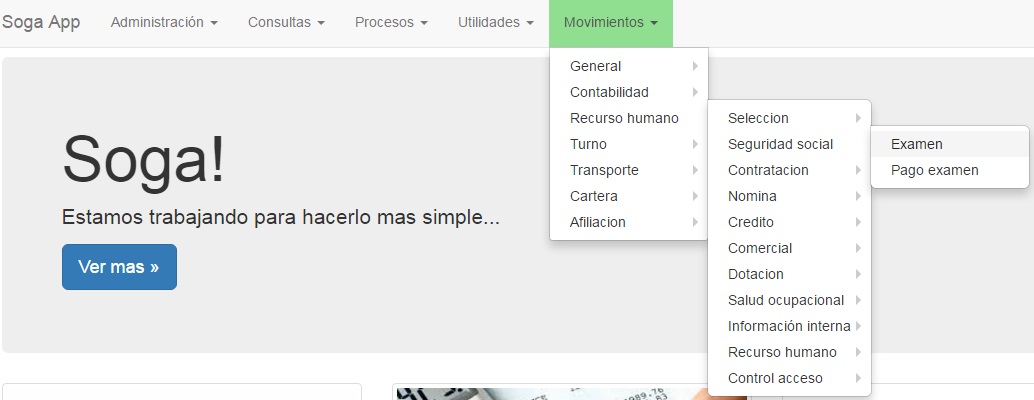 Soga App Administración Consultas Procesos Utilidades Movimientos
General
Contabilidad
Recurso humano
Turno
Transporte
Cartera
Afiliacion
Seleccion
Seguridad social
Contratacion
Nomina
Credito
Comercial
Dotacion
Salud ocupacional
Información interna
Recurso humano
Control acceso
Examen
Pago examen
Soga!
Estamos trabajando para hacerlo mas simple...
Ver mas »